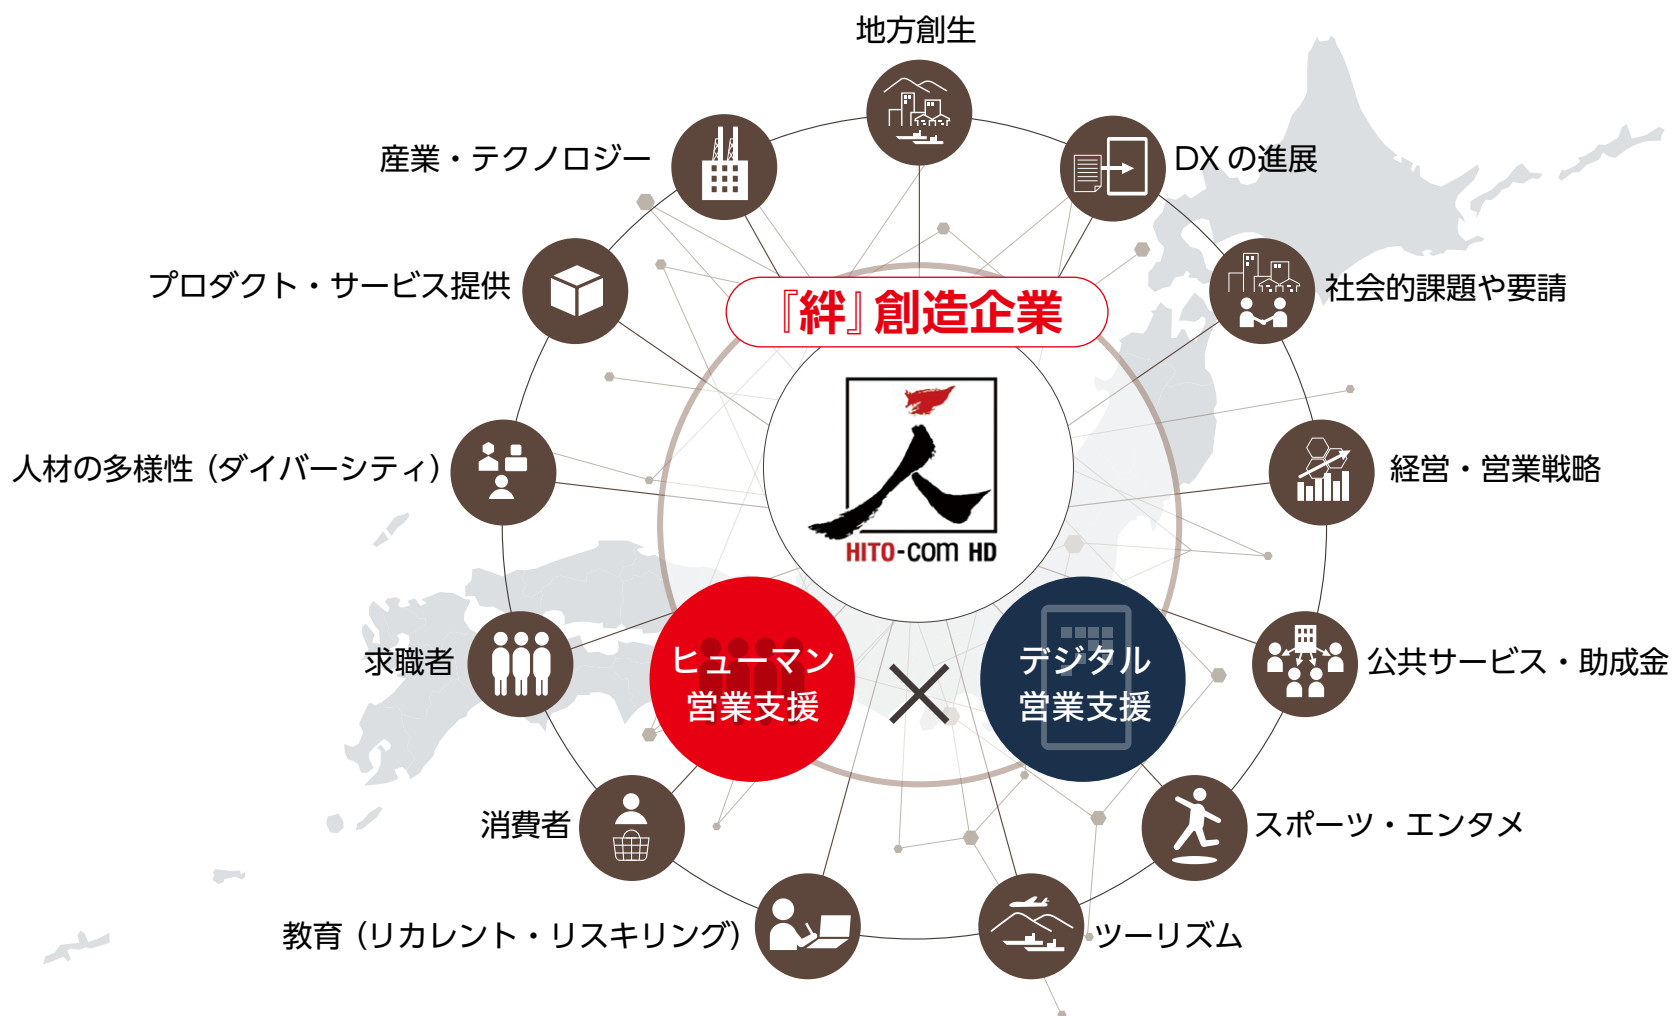 地方創生
産業・テクノロジー
DXの進展
プロダクト・サービス提供
『絆』創造企業
社会的課題や要請
人材の多様性（ダイバーシティ）
経営・営業戦略
人
HITO-com HD
求職者
ヒューマン
営業支援
×
デジタル
営業支援
公共サービス・助成金
消費者
スポーツ・エンタメ
教育（リカレント・リスキリング）
ツーリズム